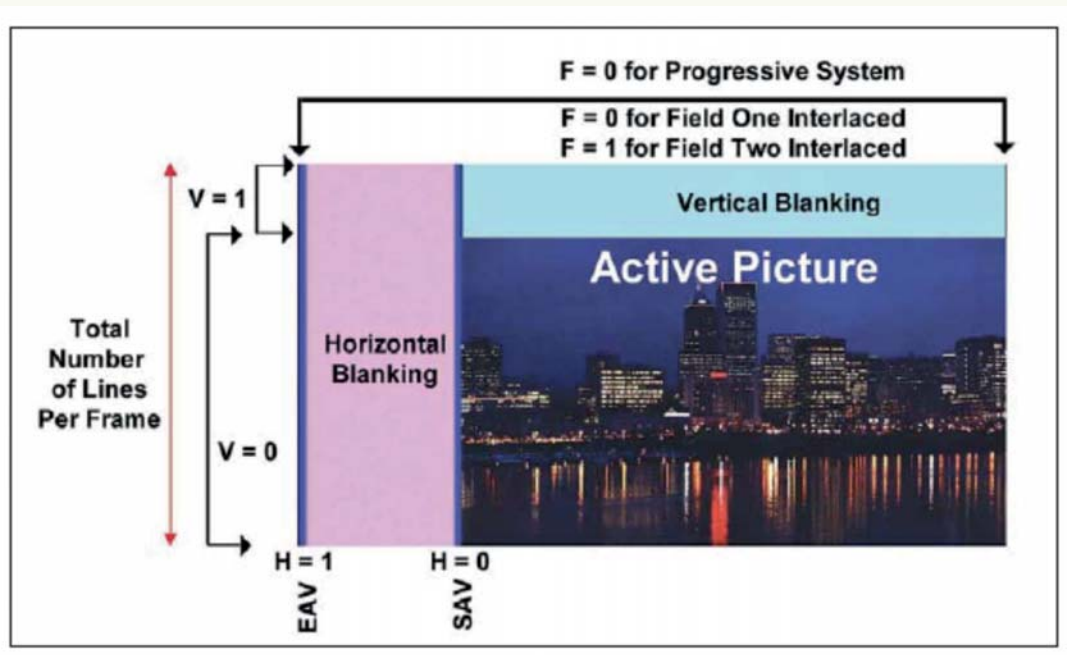 F = 0 for Progressive System
F = 0 for Field One Interlaced
F = 1 for Field Two Interlaced
V = 1
Vertical Blanking
Active Picture
Total
Number
of Lines
Per Frame
Horizontal
Blanking
V = 0
H = 1
H = 0
EAV
SAV